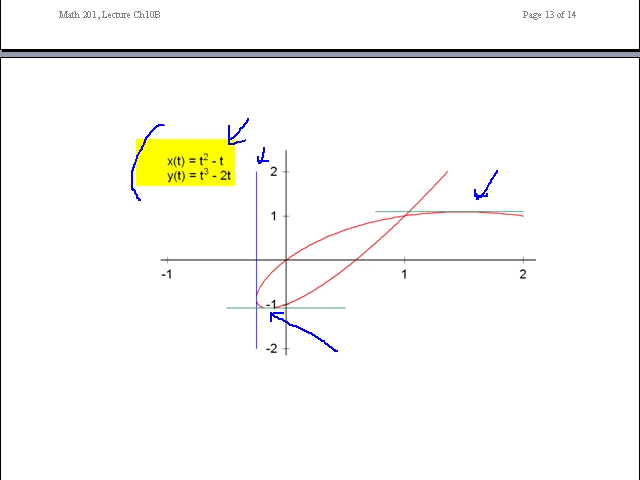 Math 201, Lecture Ch10B Page 13 of 14
x(t) = t² - t
y(t) = t³ - 2t
2
1
-1 1 2
-1
-2